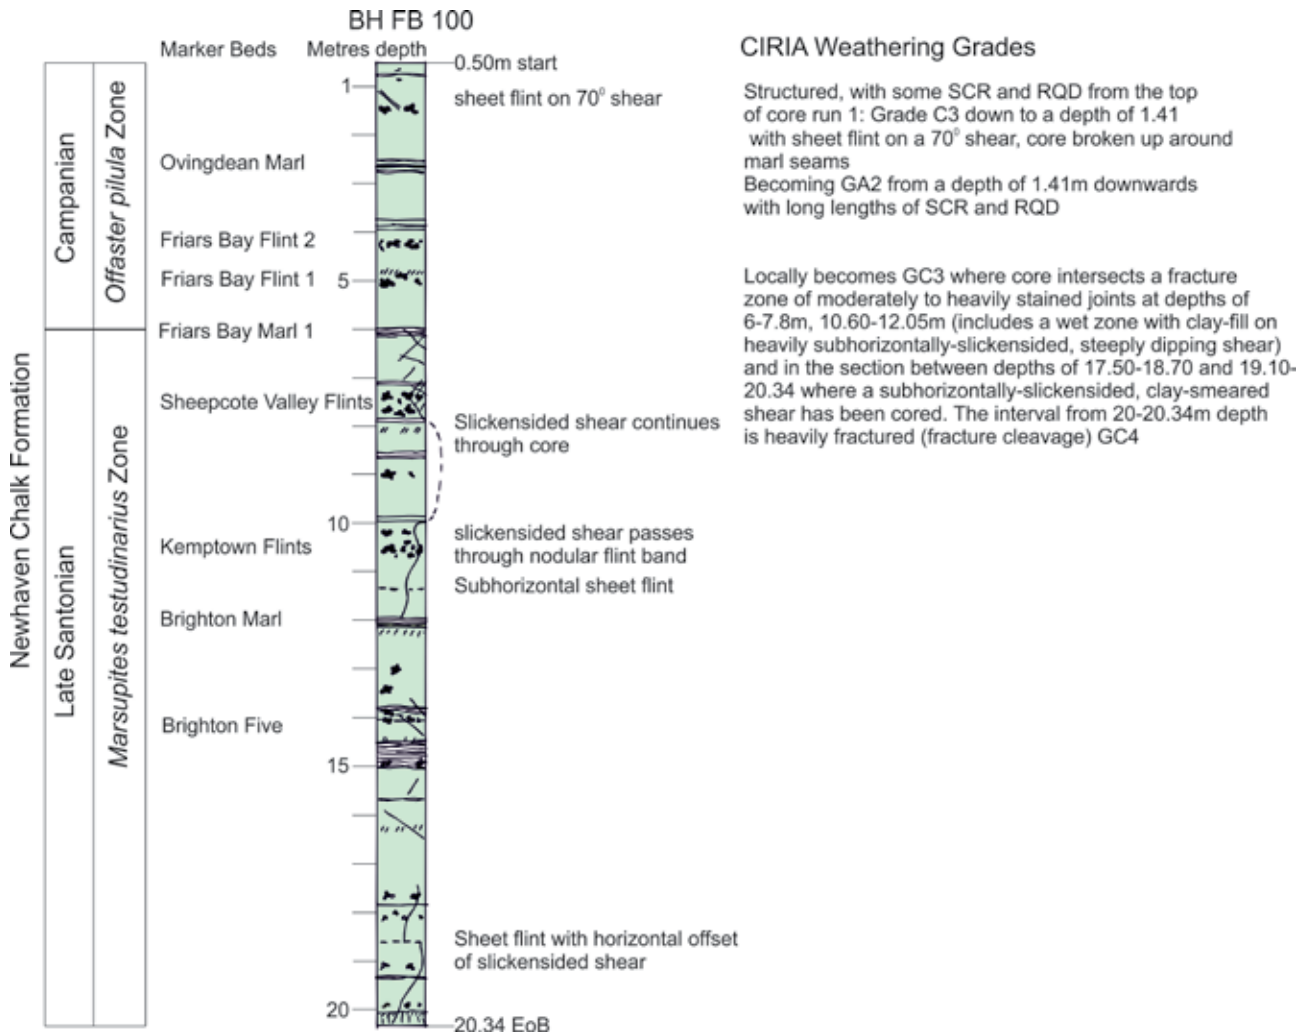 BH FB 100
Marker Beds
Metres depth
CIRIA Weathering Grades
0.50m start
1
sheet flint on 70⁰ shear
Structured, with some SCR and RQD from the top
of core run 1: Grade C3 down to a depth of 1.41
with sheet flint on a 70⁰ shear, core broken up around
marl seams
Becoming GA2 from a depth of 1.41m downwards
with long lengths of SCR and RQD
Newhaven Chalk Formation
Campanian
Offaster pilula Zone
Late Santonian
Marsupites testudinarius Zone
Ovingdean Marl
Friars Bay Flint 2
Friars Bay Flint 1
5
Friars Bay Marl 1
Locally becomes GC3 where core intersects a fracture
zone of moderately to heavily stained joints at depths of
6-7.8m, 10.60-12.05m (includes a wet zone with clay-fill on
heavily subhorizontally-slickensided, steeply dipping shear)
and in the section between depths of 17.50-18.70 and 19.10-
20.34 where a subhorizontally-slickensided, clay-smeared
shear has been cored. The interval from 20-20.34m depth
is heavily fractured (fracture cleavage) GC4
Sheepcote Valley Flints
Slickensided shear continues
through core
10
slickensided shear passes
through nodular flint band
Kemptown Flints
Subhorizontal sheet flint
Brighton Marl
Brighton Five
15
Sheet flint with horizontal offset
of slickensided shear
20
20.34 EoB